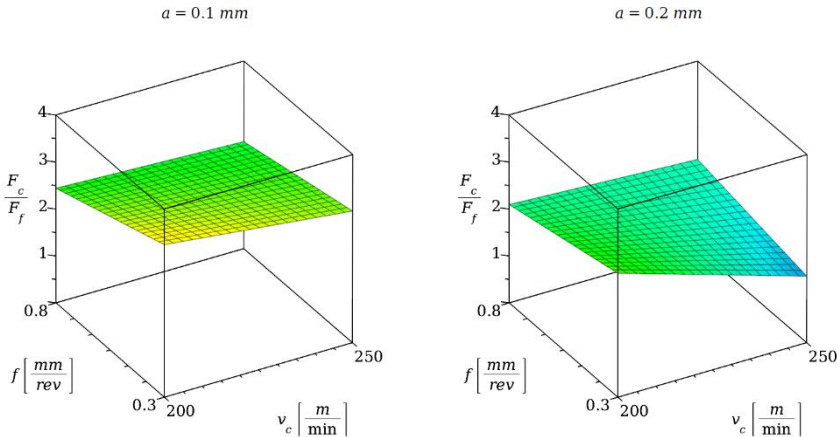 a = 0.1 mm
4
3
F_c/F_f
2
1
0.8
f [mm/rev]
0.3
200
v_c [m/min]
250
a = 0.2 mm
4
3
F_c/F_f
2
1
0.8
f [mm/rev]
0.3
200
v_c [m/min]
250